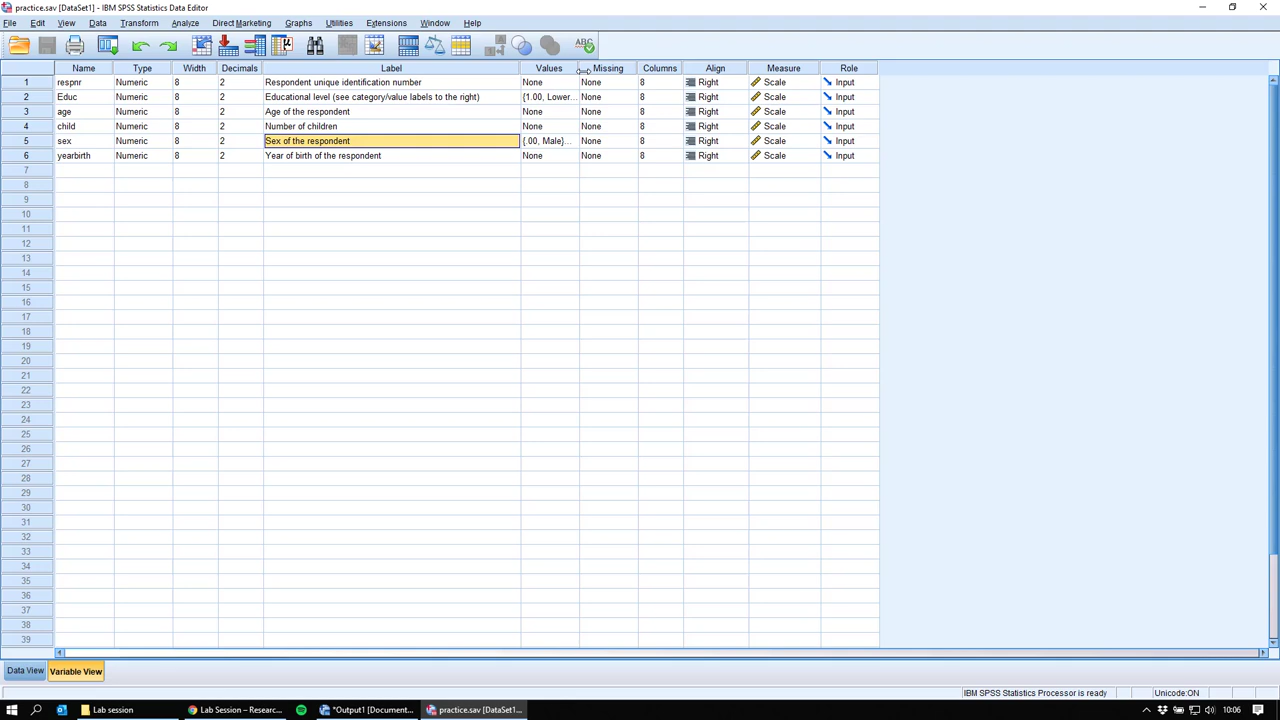 practice.sav [DataSet1] - IBM SPSS Statistics Data Editor
File Edit View Data Transform Analyze Direct Marketing Graphs Utilities Extensions Window Help
ABC
Name Type Width Decimals Label Values Missing Columns Align Measure Role
1 respnr Numeric 8 2 Respondent unique identification number None None 8 Right Scale Input
2 Educ Numeric 8 2 Educational level (see category/value labels to the right) {1.00, Lower... None 8 Right Scale Input
3 age Numeric 8 2 Age of the respondent None None 8 Right Scale Input
4 child Numeric 8 2 Number of children None None 8 Right Scale Input
5 sex Numeric 8 2 Sex of the respondent {.00, Male}... None 8 Right Scale Input
6 yearbirth Numeric 8 2 Year of birth of the respondent None None 8 Right Scale Input
7
8
9
10
11
12
13
14
15
16
17
18
19
20
21
22
23
24
25
26
27
28
29
30
31
32
33
34
35
36
37
38
39
Data View Variable View
IBM SPSS Statistics Processor is ready Unicode:ON
Lab session Lab Session – Researc... *Output1 [Document... practice.sav [DataSet1... 10:06